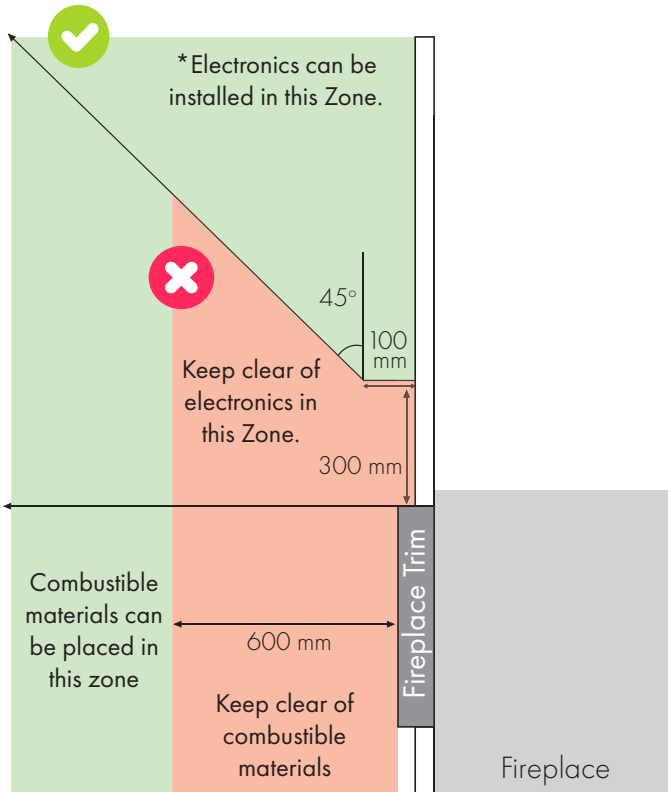 *Electronics can be
installed in this Zone.
45°
100
mm
Keep clear of
electronics in
this Zone.
300 mm
Combustible
materials can
be placed in
this zone
600 mm
Fireplace Trim
Keep clear of
combustible
materials
Fireplace